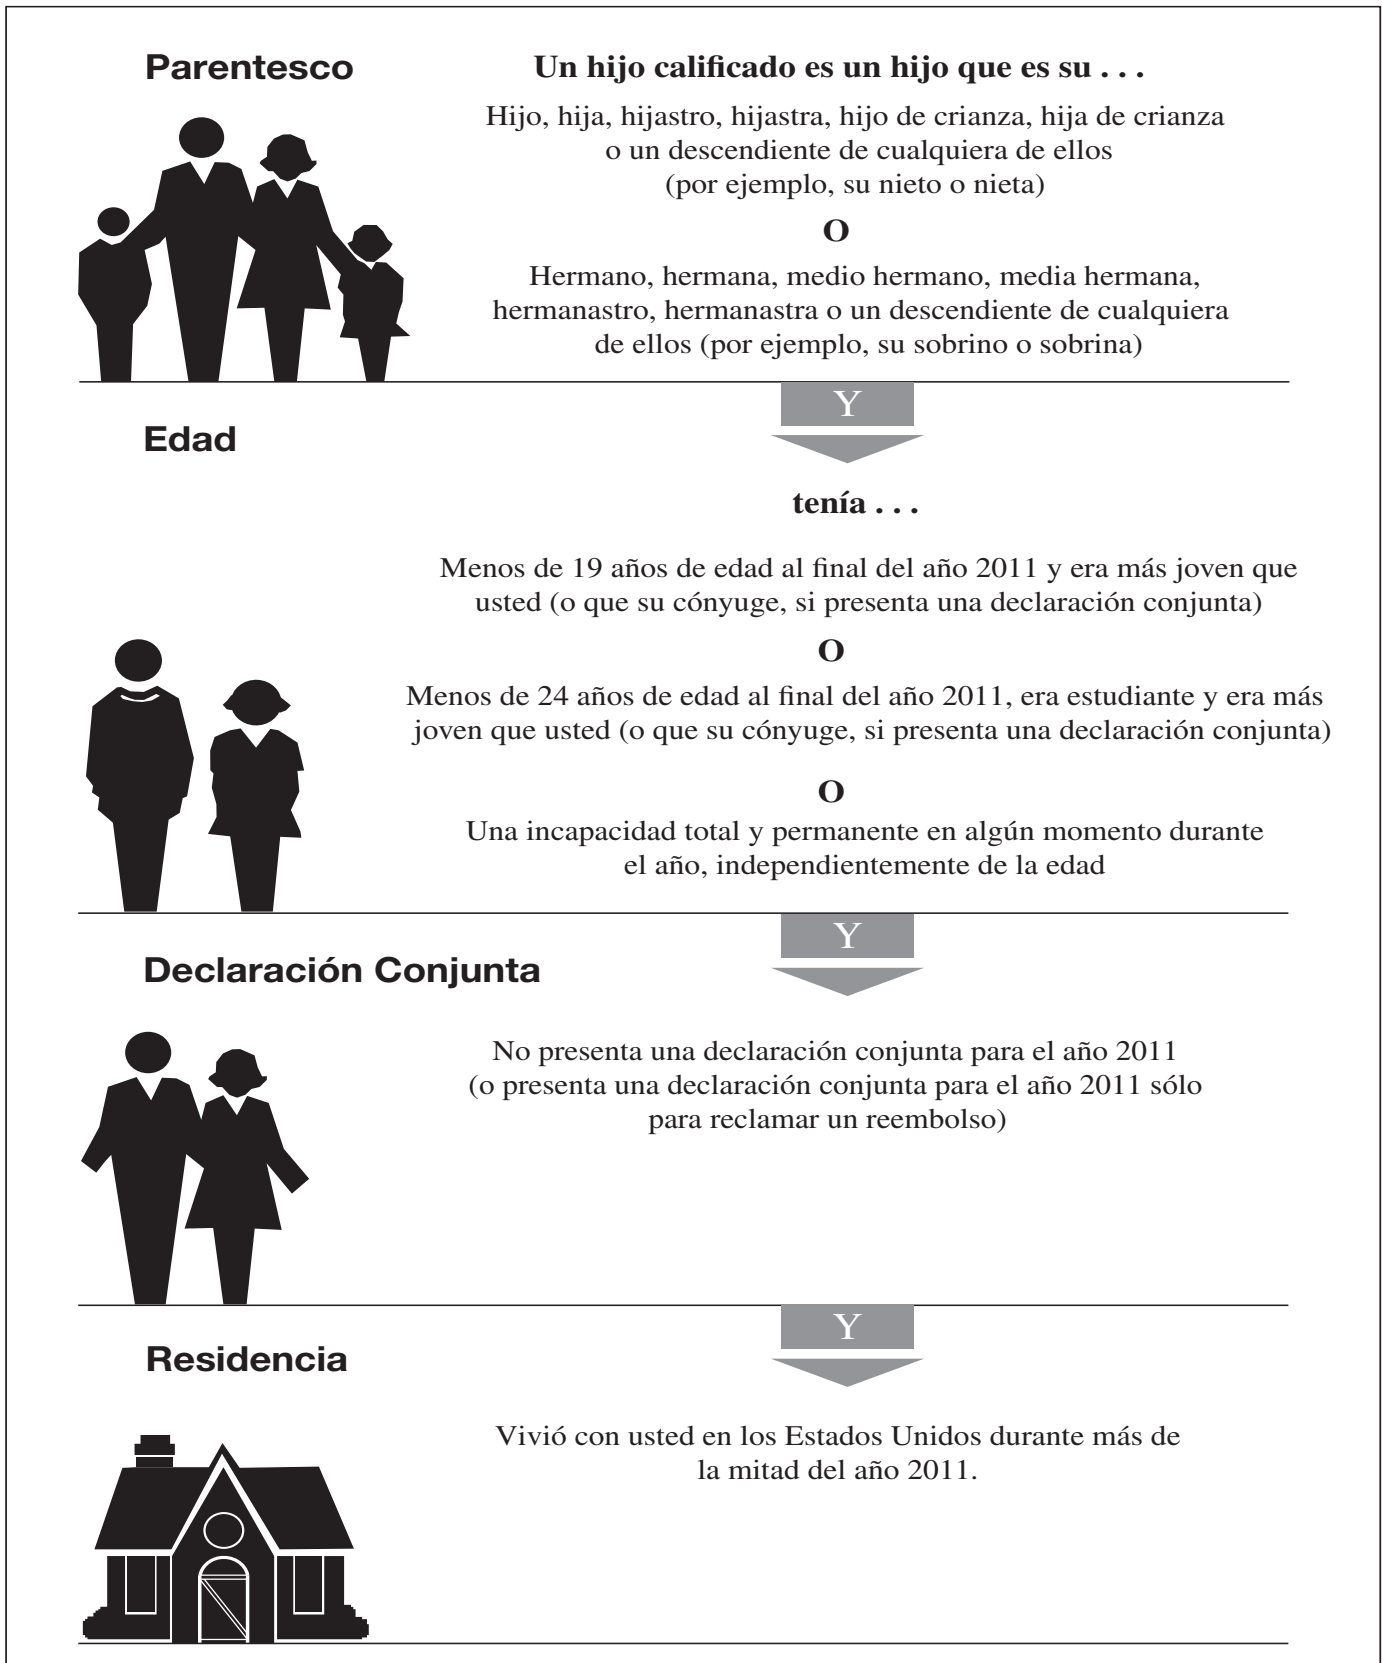 Parentesco
Un hijo calificado es un hijo que es su . . .
Hijo, hija, hijastro, hijastra, hijo de crianza, hija de crianza
o un descendiente de cualquiera de ellos
(por ejemplo, su nieto o nieta)
O
Hermano, hermana, medio hermano, media hermana,
hermanastro, hermanastra o un descendiente de cualquiera
de ellos (por ejemplo, su sobrino o sobrina)
Y
Edad
tenía . . .
Menos de 19 años de edad al final del año 2011 y era más joven que
usted (o que su cónyuge, si presenta una declaración conjunta)
O
Menos de 24 años de edad al final del año 2011, era estudiante y era más
joven que usted (o que su cónyuge, si presenta una declaración conjunta)
O
Una incapacidad total y permanente en algún momento durante
el año, independientemente de la edad
Y
Declaración Conjunta
No presenta una declaración conjunta para el año 2011
(o presenta una declaración conjunta para el año 2011 sólo
para reclamar un reembolso)
Y
Residencia
Vivió con usted en los Estados Unidos durante más de
la mitad del año 2011.